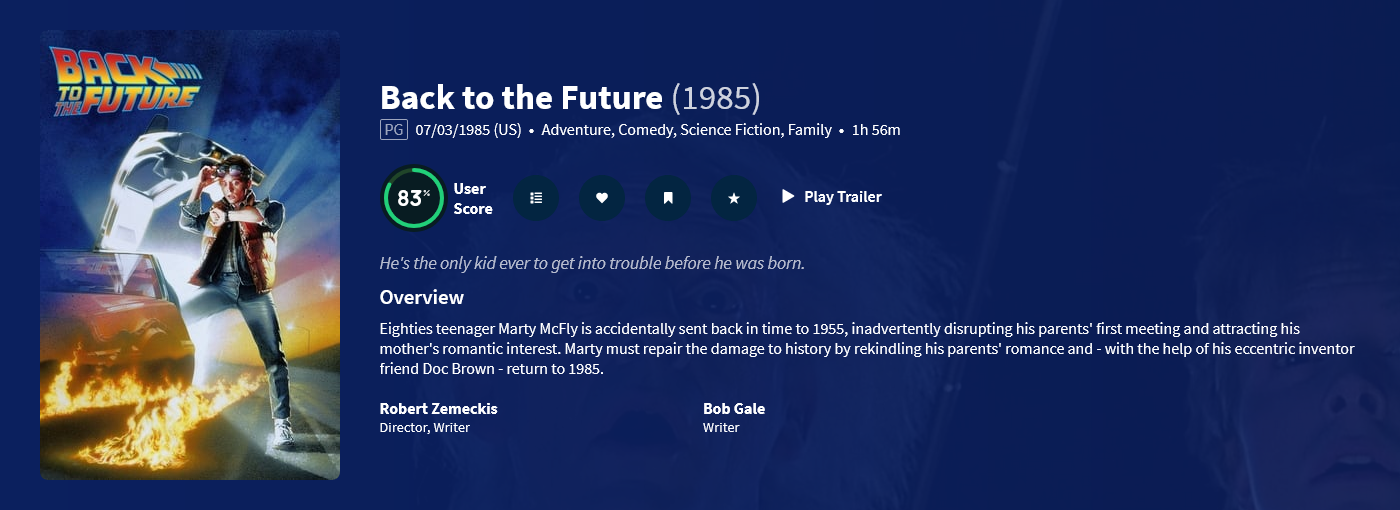 BACK
TO THE FUTURE
Back to the Future (1985)
PG 07/03/1985 (US) • Adventure, Comedy, Science Fiction, Family • 1h 56m
83%
User
Score
Play Trailer
He's the only kid ever to get into trouble before he was born.
Overview
Eighties teenager Marty McFly is accidentally sent back in time to 1955, inadvertently disrupting his parents' first meeting and attracting his
mother's romantic interest. Marty must repair the damage to history by rekindling his parents' romance and - with the help of his eccentric inventor
friend Doc Brown - return to 1985.
Robert Zemeckis
Director, Writer
Bob Gale
Writer